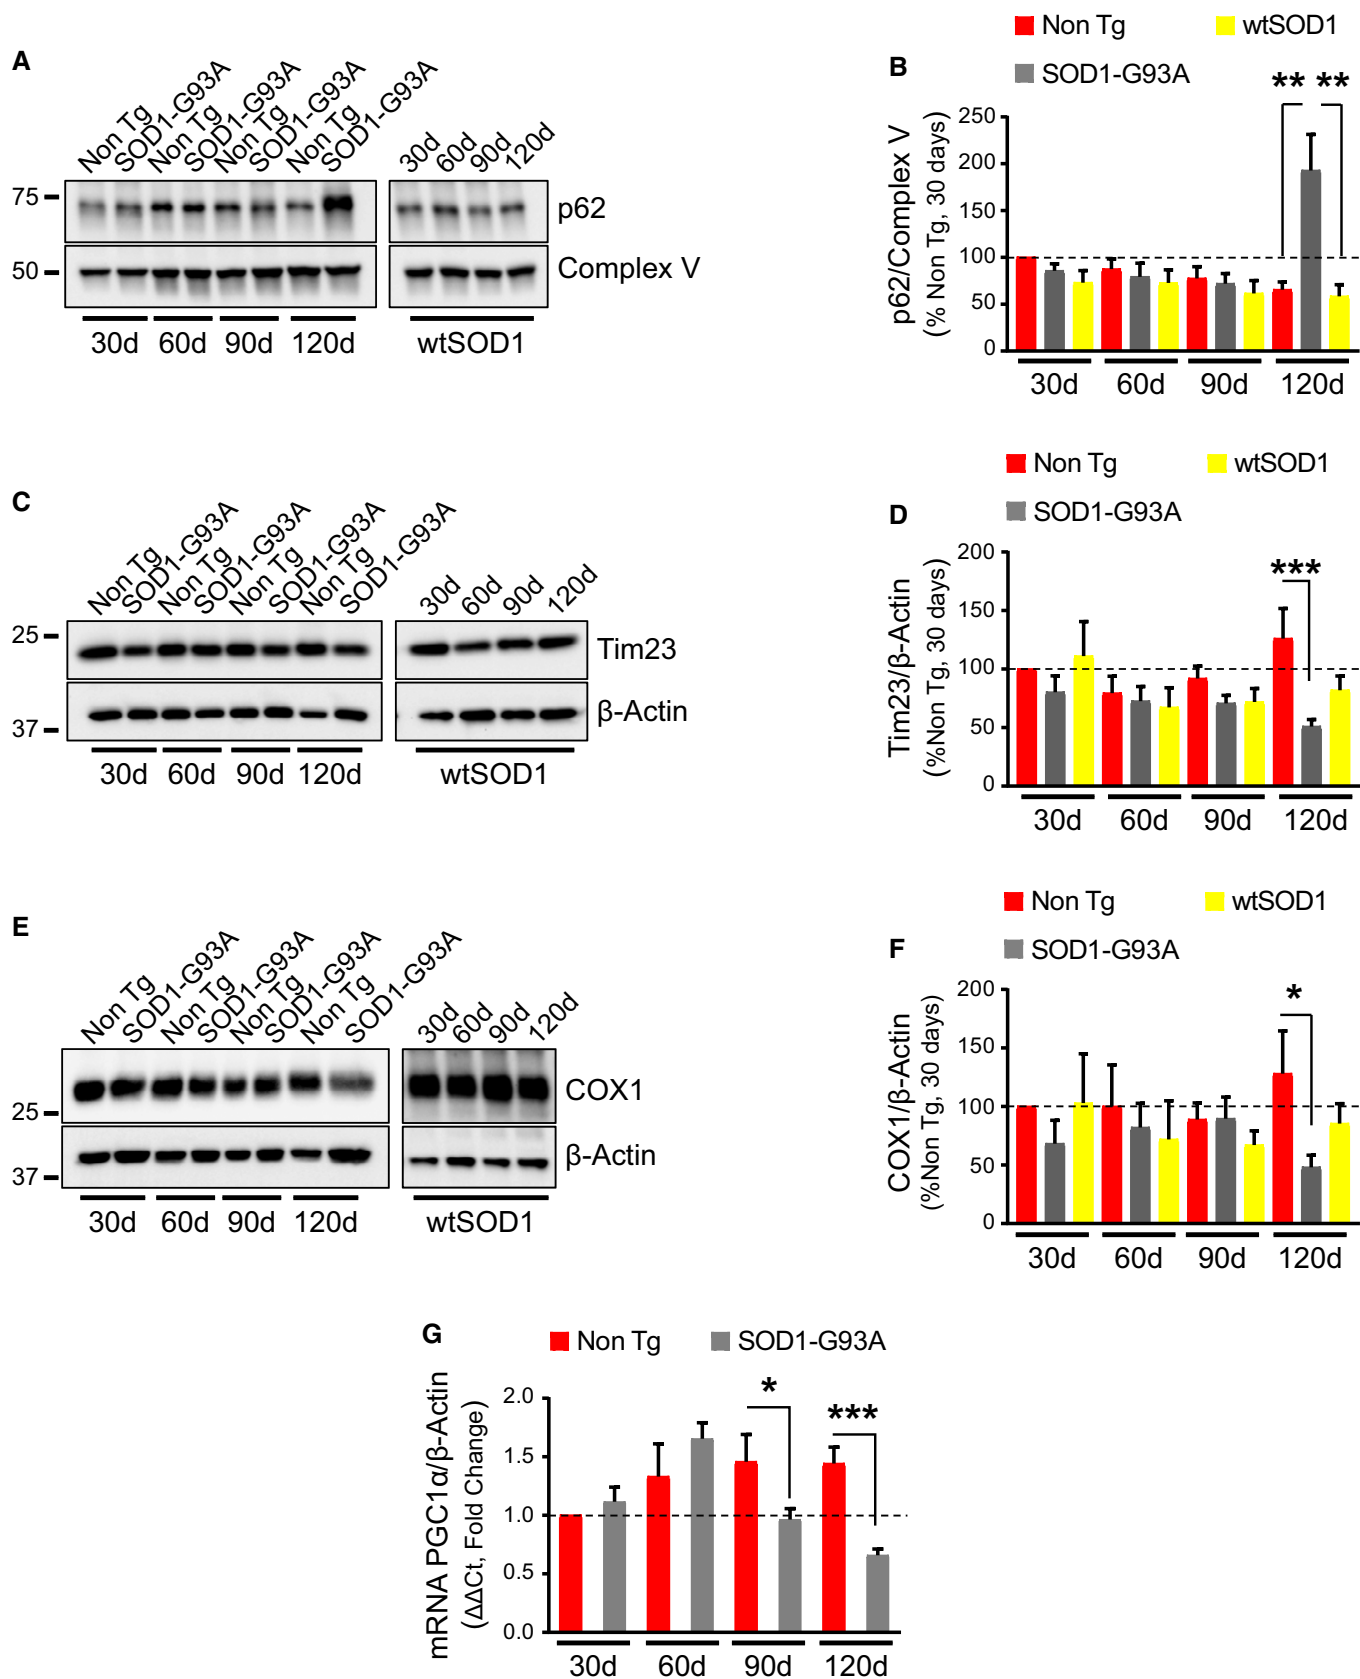 A
Non Tg
SOD1-G93A
Non Tg
SOD1-G93A
Non Tg
SOD1-G93A
Non Tg
SOD1-G93A
30d
60d
90d
120d
75
p62
50
Complex V
30d 60d 90d 120d
wtSOD1
B
Non Tg
wtSOD1
SOD1-G93A
** **
p62/Complex V
(% Non Tg, 30 days)
250
200
150
100
50
0
30d 60d 90d 120d
C
Non Tg
SOD1-G93A
Non Tg
SOD1-G93A
Non Tg
SOD1-G93A
Non Tg
SOD1-G93A
30d
60d
90d
120d
25
Tim23
37
β-Actin
30d 60d 90d 120d
wtSOD1
D
Non Tg
wtSOD1
SOD1-G93A
***
Tim23/β-Actin
(%Non Tg, 30 days)
200
150
100
50
0
30d 60d 90d 120d
E
Non Tg
SOD1-G93A
Non Tg
SOD1-G93A
Non Tg
SOD1-G93A
Non Tg
SOD1-G93A
30d
60d
90d
120d
COX1
25
β-Actin
37
30d 60d 90d 120d
wtSOD1
F
Non Tg
wtSOD1
SOD1-G93A
*
COX1/β-Actin
(%Non Tg, 30 days)
200
150
100
50
0
30d 60d 90d 120d
G
Non Tg
SOD1-G93A
*
***
mRNA PGC1α/β-Actin
(ΔΔCt, Fold Change)
2.0
1.5
1.0
0.5
0.0
30d 60d 90d 120d